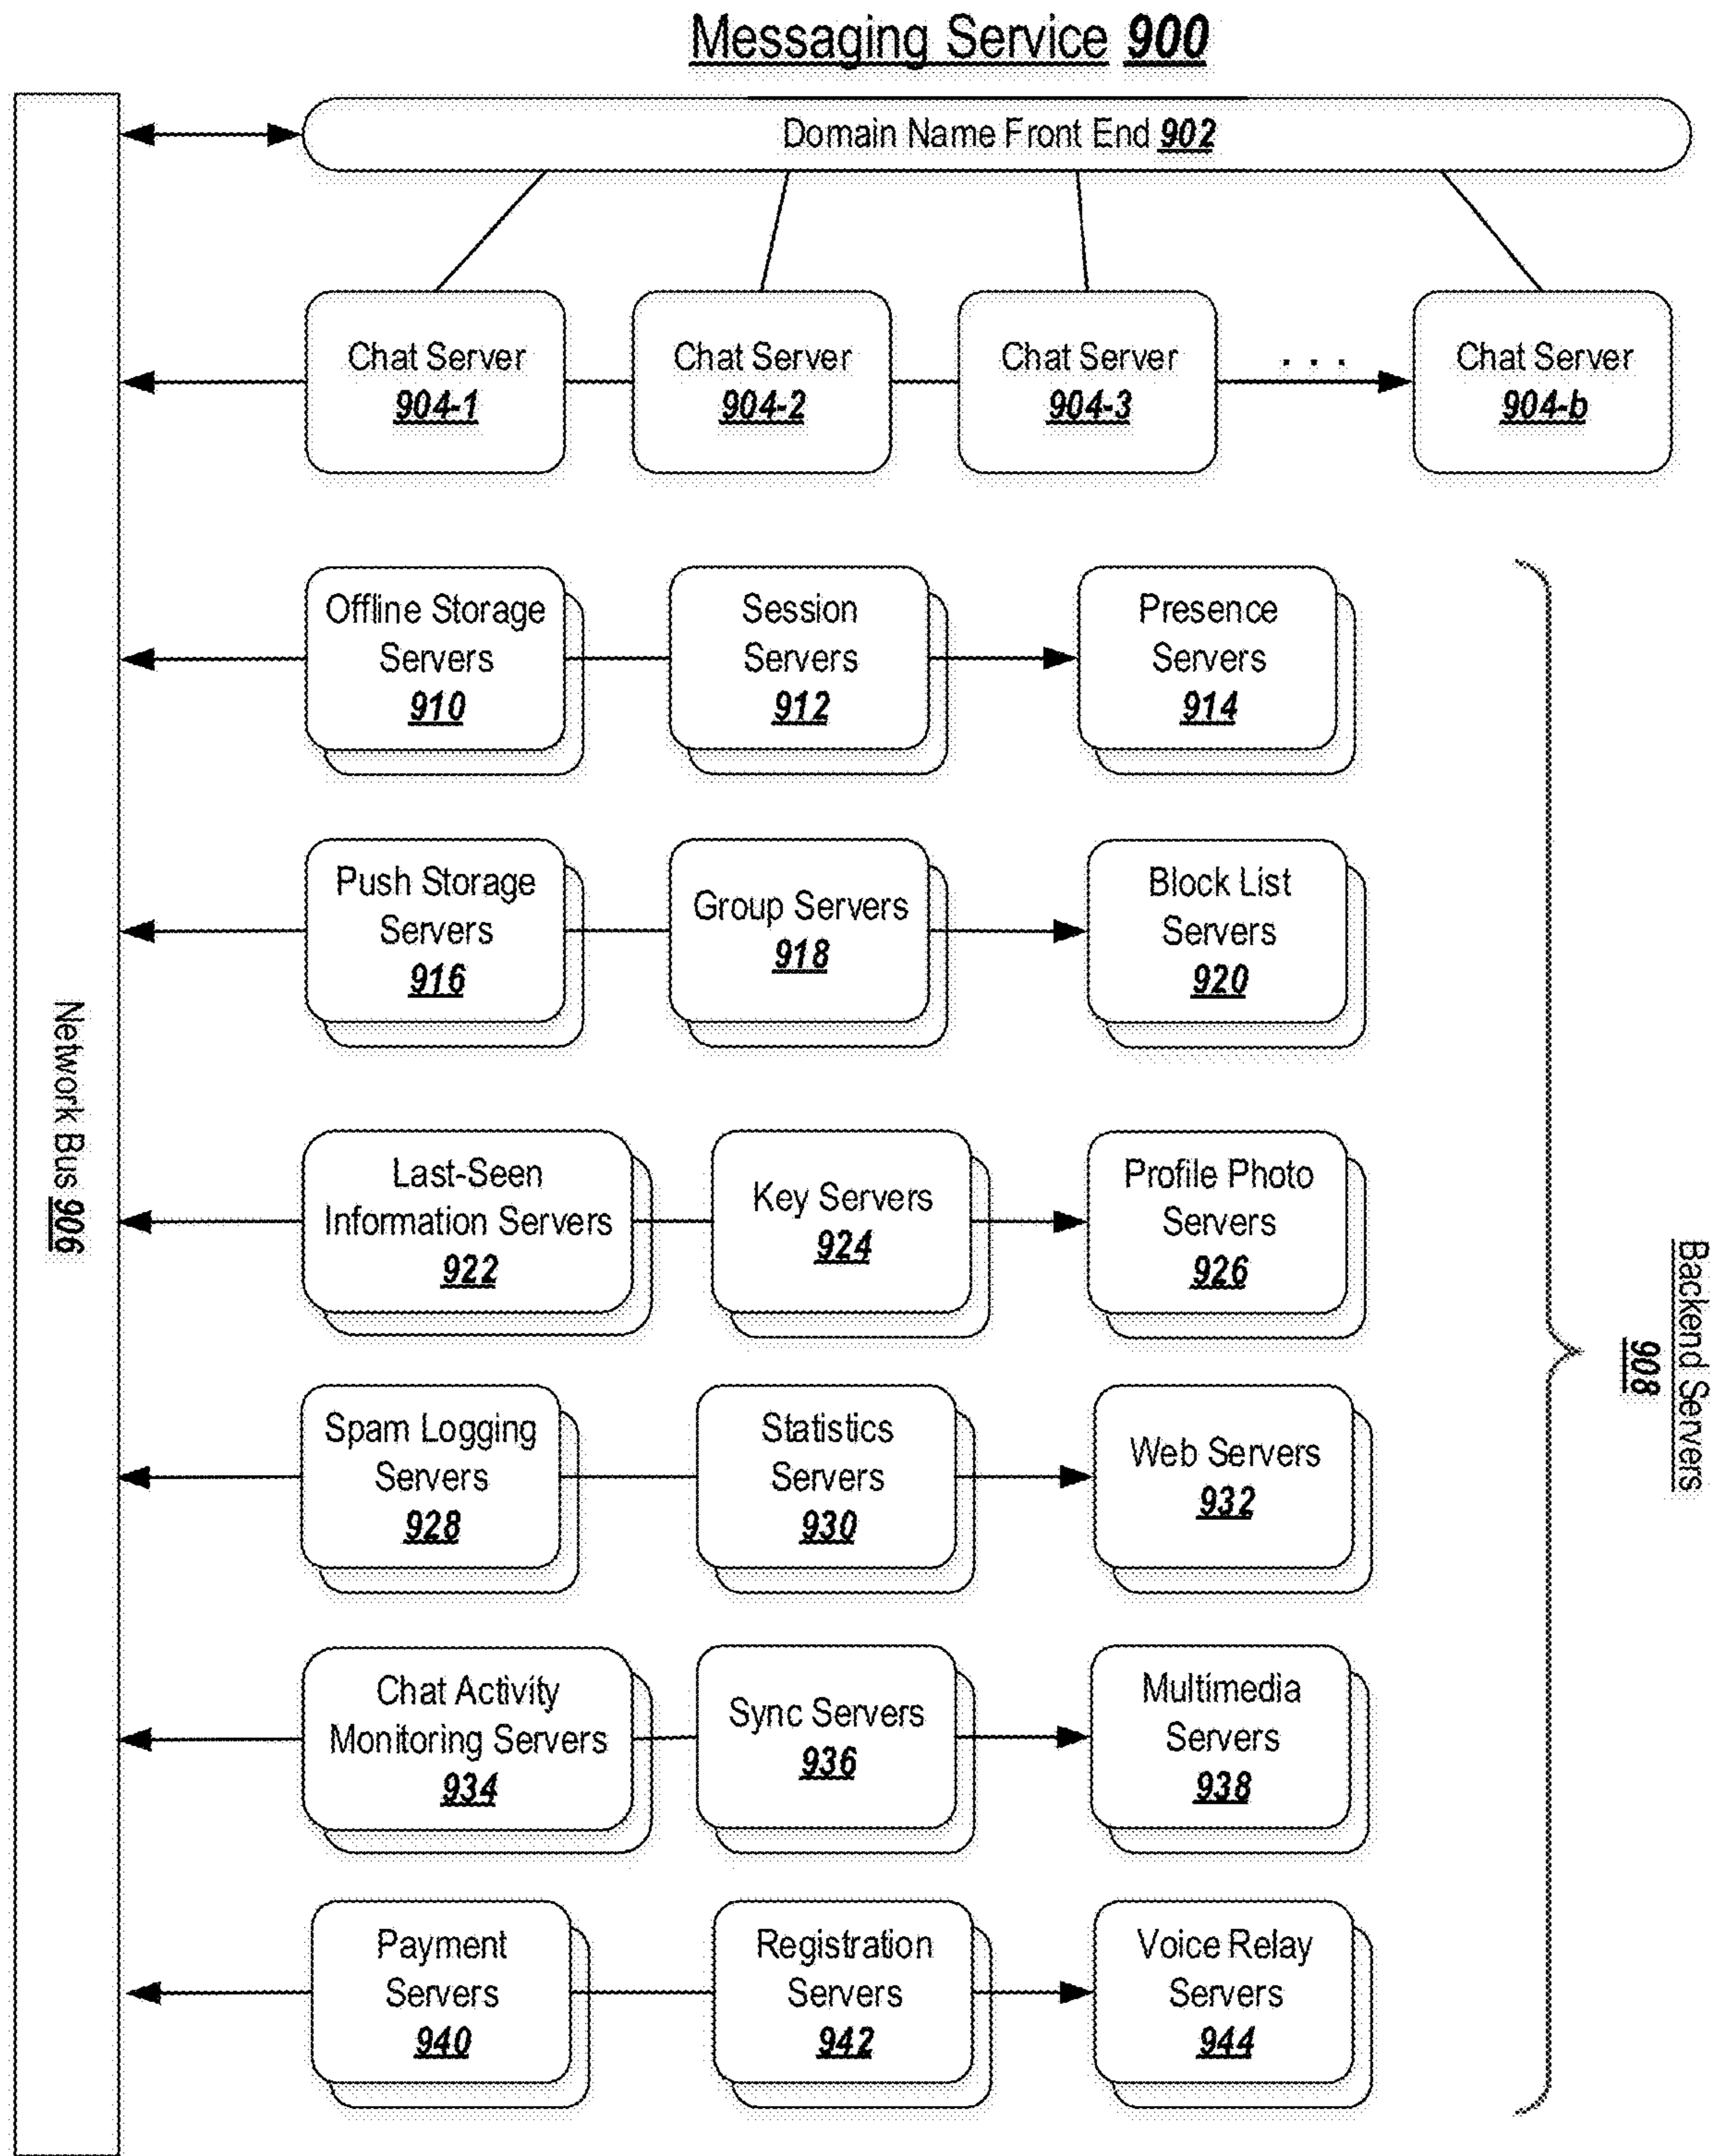 Messaging Service 900
Domain Name Front End 902
Chat Server
904-1
Chat Server
904-2
Chat Server
904-3
. . .
Chat Server
904-b
Offline Storage
Servers
910
Session
Servers
912
Presence
Servers
914
Push Storage
Servers
916
Group Servers
918
Block List
Servers
920
Network Bus 906
Last-Seen
Information Servers
922
Key Servers
924
Profile Photo
Servers
926
Backend Servers
908
Spam Logging
Servers
928
Statistics
Servers
930
Web Servers
932
Chat Activity
Monitoring Servers
934
Sync Servers
936
Multimedia
Servers
938
Payment
Servers
940
Registration
Servers
942
Voice Relay
Servers
944